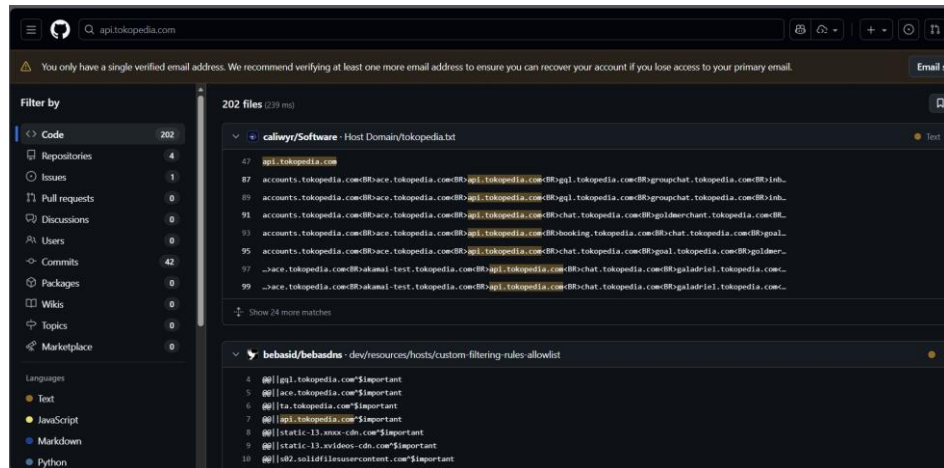 api.tokopedia.com
You only have a single verified email address. We recommend verifying at least one more email address to ensure you can recover your account if you lose access to your primary email.
Email
Filter by
Code 202
Repositories 4
Issues 1
Pull requests 0
Discussions 0
Users 0
Commits 42
Packages 0
Wikis 0
Topics 0
Marketplace 0
Languages
Text
JavaScript
Markdown
Python
202 files (239 ms)
caliwyr/Software · Host Domain/tokopedia.txt
Text
47 api.tokopedia.com
87 accounts.tokopedia.com<BR>ace.tokopedia.com<BR>api.tokopedia.com<BR>gql.tokopedia.com<BR>groupchat.tokopedia.com<BR>inb…
89 accounts.tokopedia.com<BR>ace.tokopedia.com<BR>api.tokopedia.com<BR>gql.tokopedia.com<BR>groupchat.tokopedia.com<BR>inb…
91 accounts.tokopedia.com<BR>ace.tokopedia.com<BR>api.tokopedia.com<BR>chat.tokopedia.com<BR>goldmerchant.tokopedia.com<BR…
93 accounts.tokopedia.com<BR>ace.tokopedia.com<BR>api.tokopedia.com<BR>booking.tokopedia.com<BR>chat.tokopedia.com<BR>goal…
95 accounts.tokopedia.com<BR>ace.tokopedia.com<BR>api.tokopedia.com<BR>chat.tokopedia.com<BR>goal.tokopedia.com<BR>goldmer…
97 …>ace.tokopedia.com<BR>akamai-test.tokopedia.com<BR>api.tokopedia.com<BR>chat.tokopedia.com<BR>galadriel.tokopedia.com<…
99 …>ace.tokopedia.com<BR>akamai-test.tokopedia.com<BR>api.tokopedia.com<BR>chat.tokopedia.com<BR>galadriel.tokopedia.com<…
Show 24 more matches
bebasid/bebasdns · dev/resources/hosts/custom-filtering-rules-allowlist
4 @@||gql.tokopedia.com^$important
5 @@||ace.tokopedia.com^$important
6 @@||ta.tokopedia.com^$important
7 @@||api.tokopedia.com^$important
8 @@||static-l3.xnxx-cdn.com^$important
9 @@||static-l3.xvideos-cdn.com^$important
10 @@||s02.solidfilesusercontent.com^$important